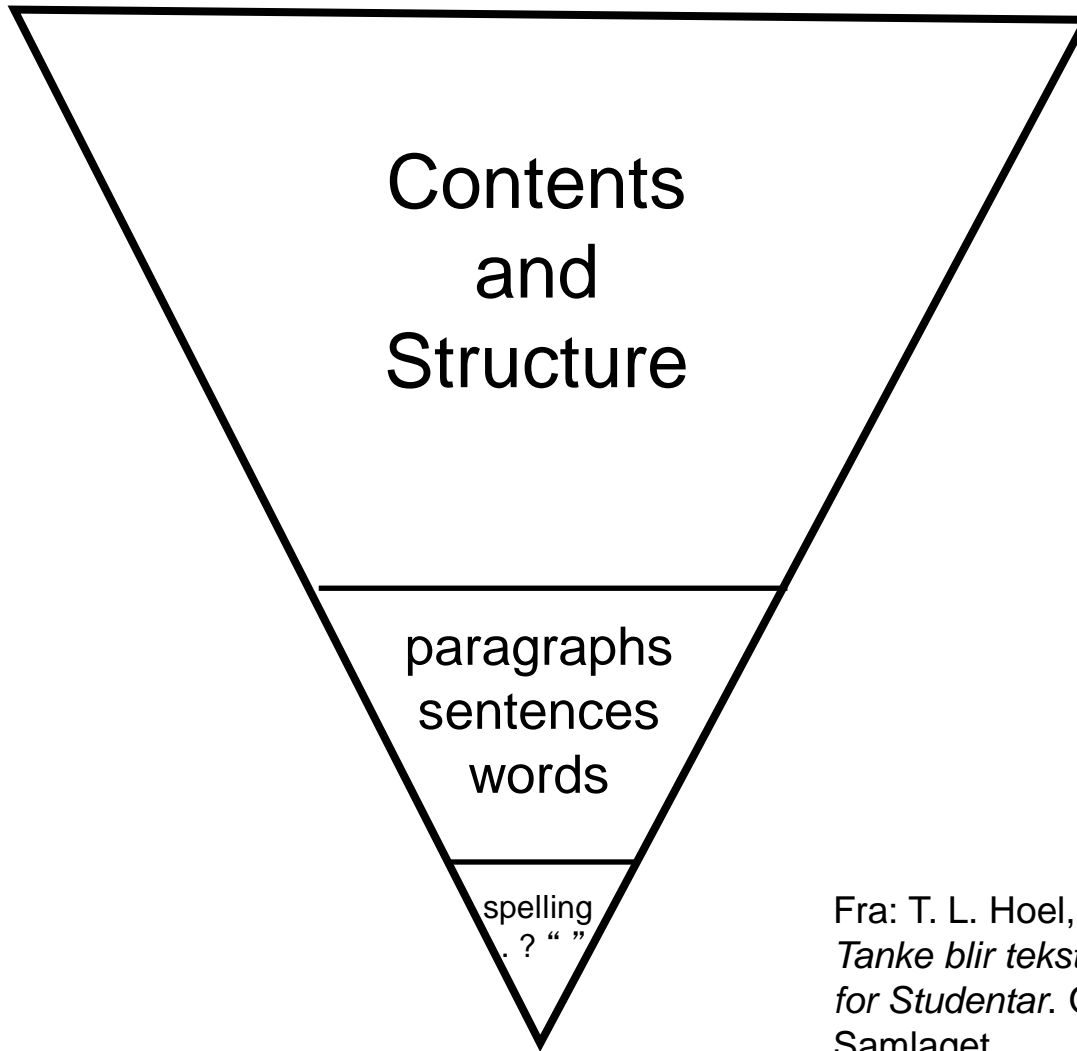 Contents
and
Structure
paragraphs
sentences
words
spelling
. ? “ ”
Fra: T. L. Hoel,
Tanke blir tekst
for Studentar.
Samlaget